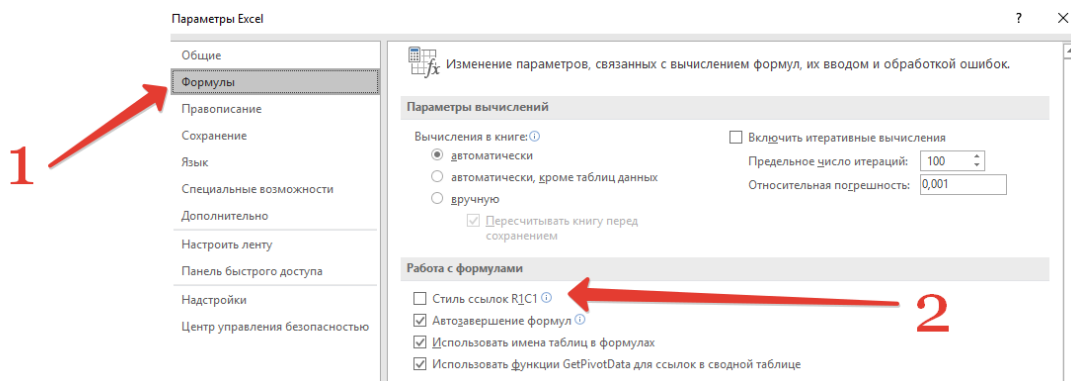 Параметры Excel
?
Общие
Формулы
Правописание
Сохранение
Язык
Специальные возможности
Дополнительно
Настроить ленту
Панель быстрого доступа
Надстройки
Центр управления безопасностью
1
fx Изменение параметров, связанных с вычислением формул, их вводом и обработкой ошибок.
Параметры вычислений
Вычисления в книге:
автоматически
автоматически, кроме таблиц данных
вручную
Пересчитывать книгу перед
сохранением
Включить итеративные вычисления
Предельное число итераций: 100
Относительная погрешность: 0,001
Работа с формулами
Стиль ссылок R1C1
2
Автозавершение формул
Использовать имена таблиц в формулах
Использовать функции GetPivotData для ссылок в сводной таблице